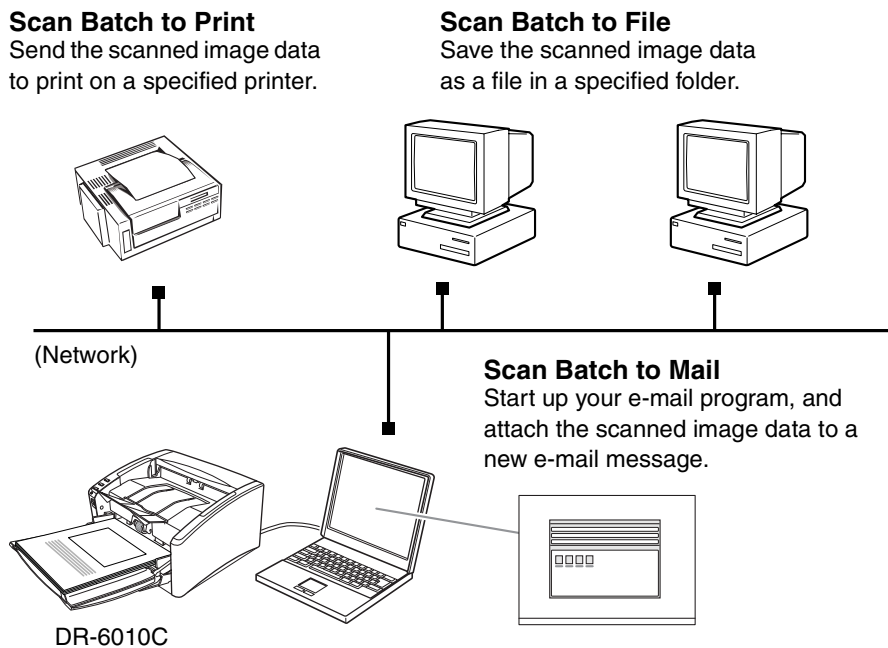 Scan Batch to Print
Send the scanned image data
to print on a specified printer.
Scan Batch to File
Save the scanned image data
as a file in a specified folder.
(Network)
Scan Batch to Mail
Start up your e-mail program, and
attach the scanned image data to a
new e-mail message.
DR-6010C